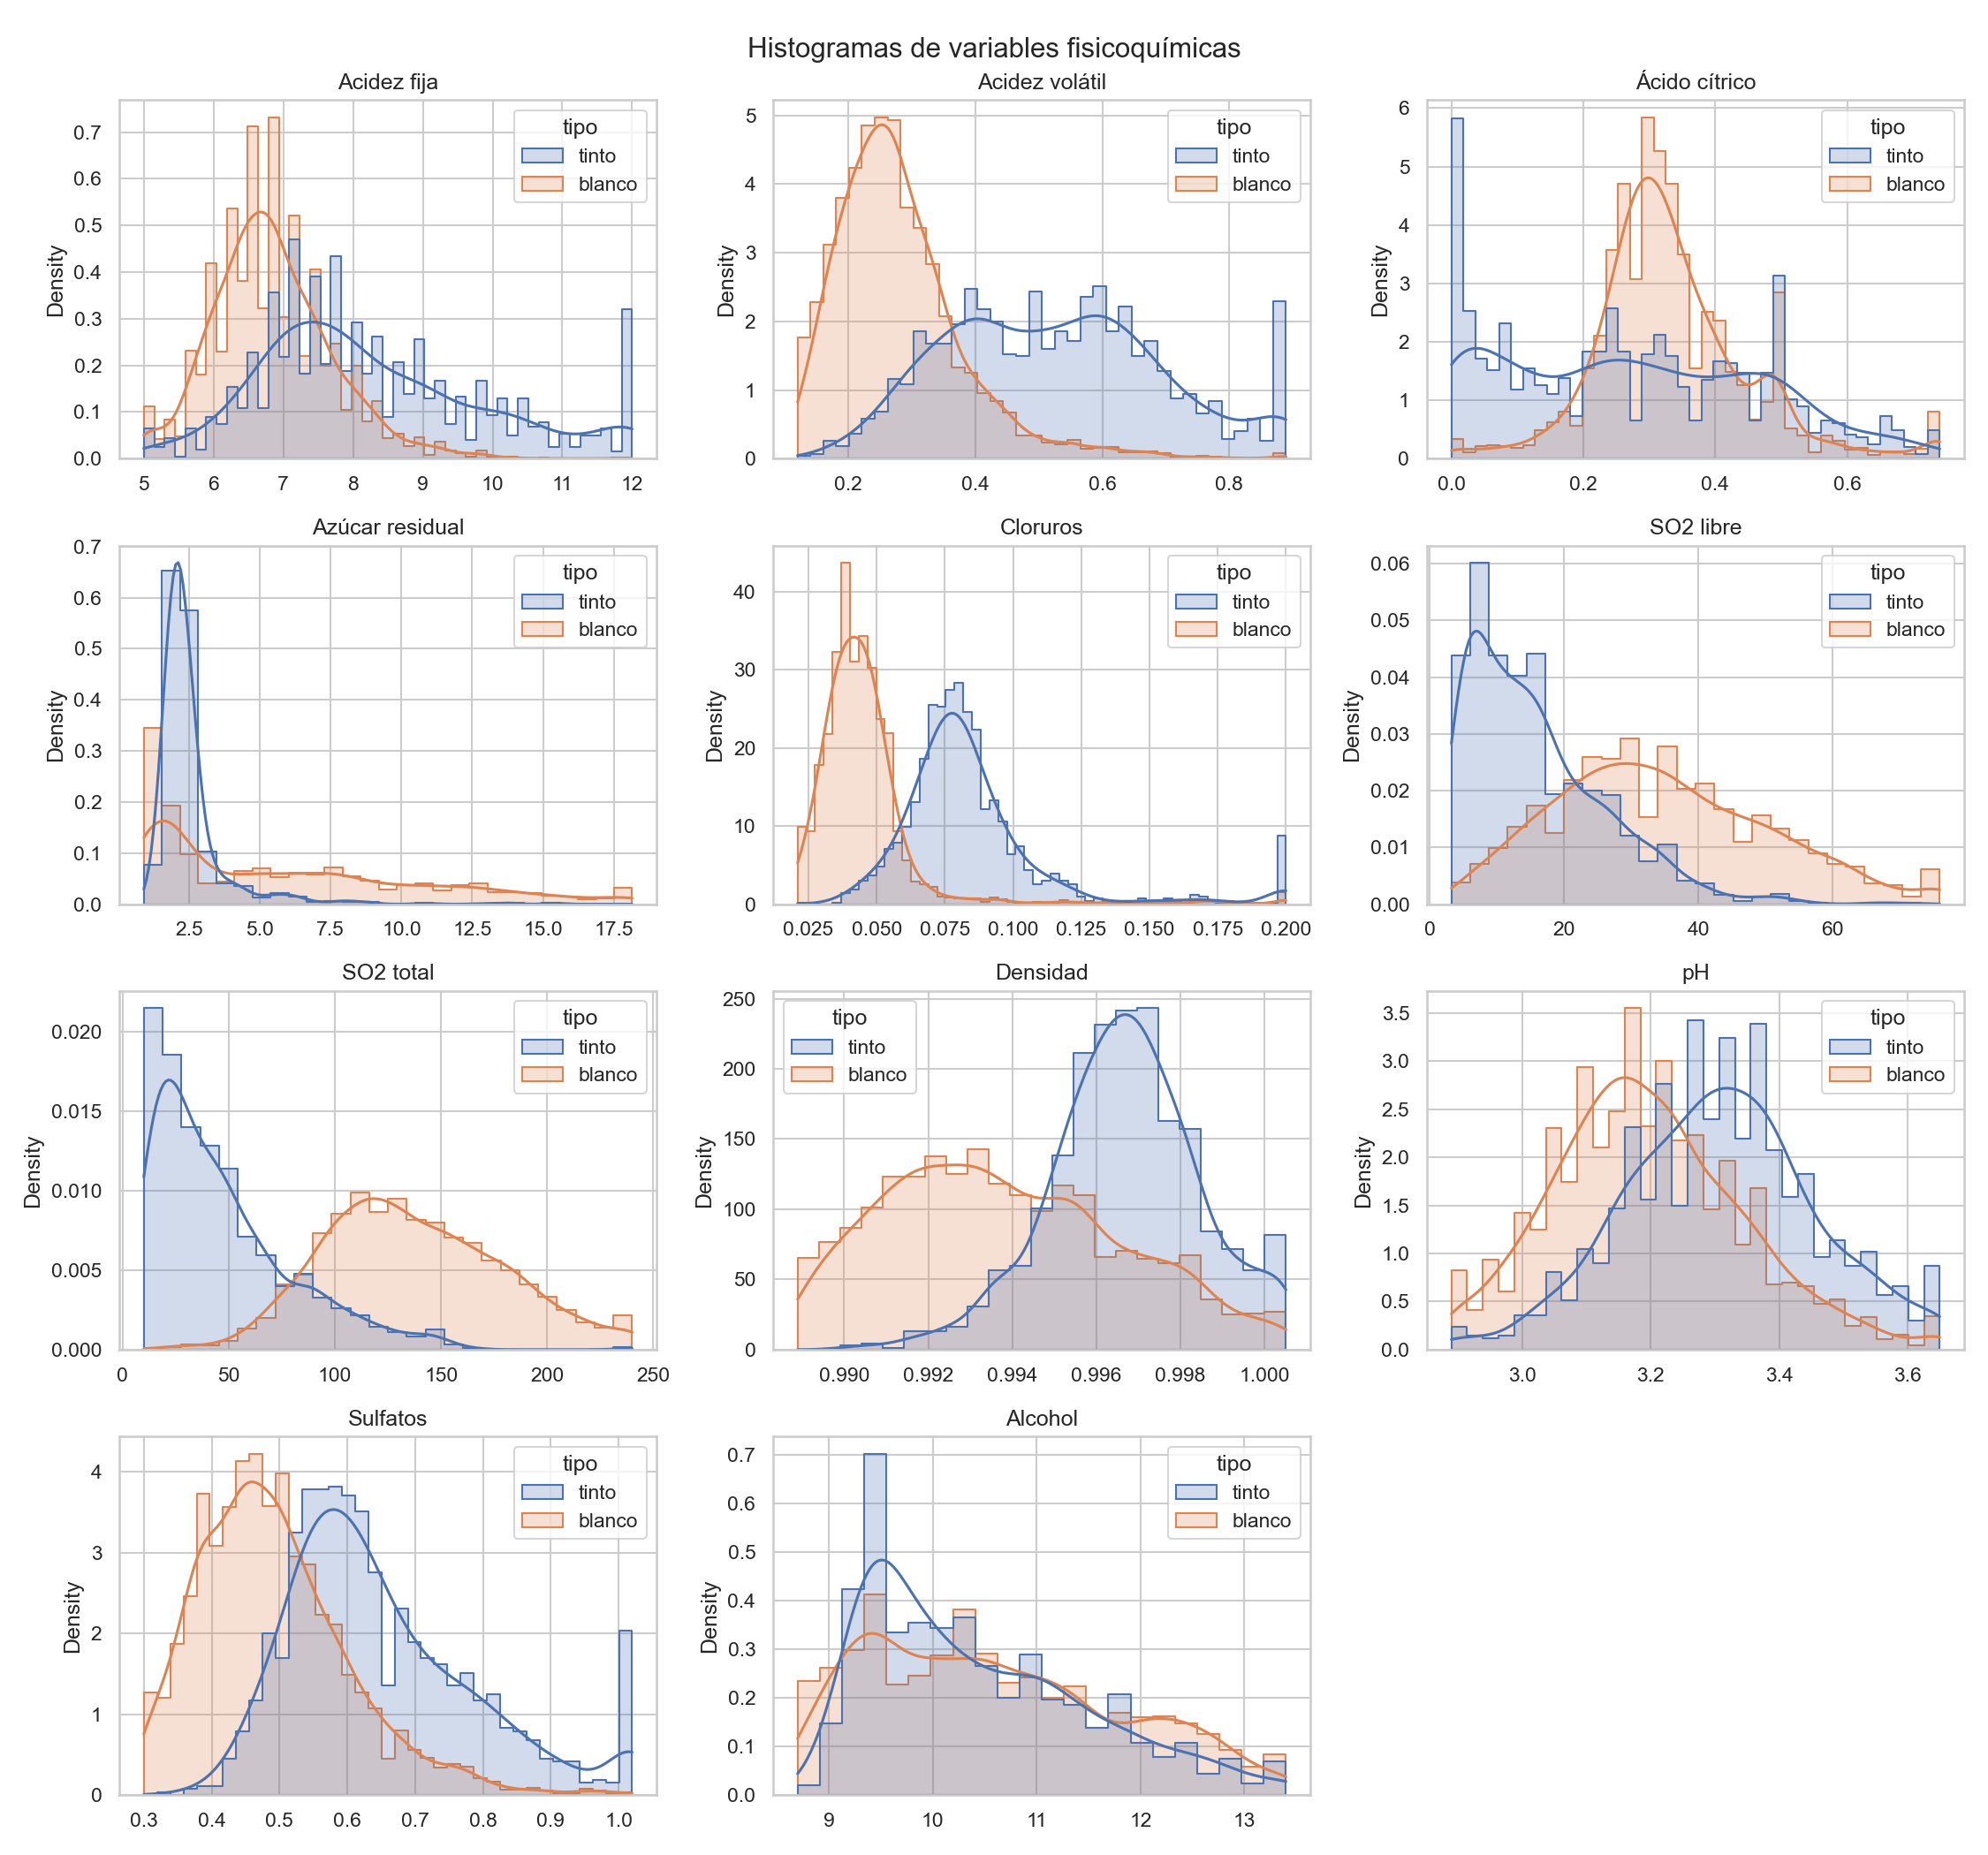 Histogramas de variables fisicoquímicas
Acidez fija
Density
0.7
0.6
0.5
0.4
0.3
0.2
0.1
0.0
5 6 7 8 9 10 11 12
tipo
tinto
blanco
Acidez volátil
Density
5
4
3
2
1
0
0.2 0.4 0.6 0.8
tipo
tinto
blanco
Ácido cítrico
Density
6
5
4
3
2
1
0
0.0 0.2 0.4 0.6
tipo
tinto
blanco
Azúcar residual
Density
0.7
0.6
0.5
0.4
0.3
0.2
0.1
0.0
2.5 5.0 7.5 10.0 12.5 15.0 17.5
tipo
tinto
blanco
Cloruros
Density
40
30
20
10
0
0.025 0.050 0.075 0.100 0.125 0.150 0.175 0.200
tipo
tinto
blanco
SO2 libre
Density
0.06
0.05
0.04
0.03
0.02
0.01
0.00
0 20 40 60
tipo
tinto
blanco
SO2 total
Density
0.020
0.015
0.010
0.005
0.000
0 50 100 150 200 250
tipo
tinto
blanco
Densidad
Density
250
200
150
100
50
0
0.990 0.992 0.994 0.996 0.998 1.000
tipo
tinto
blanco
pH
Density
3.5
3.0
2.5
2.0
1.5
1.0
0.5
0.0
3.0 3.2 3.4 3.6
tipo
tinto
blanco
Sulfatos
Density
4
3
2
1
0
0.3 0.4 0.5 0.6 0.7 0.8 0.9 1.0
tipo
tinto
blanco
Alcohol
Density
0.7
0.6
0.5
0.4
0.3
0.2
0.1
0.0
9 10 11 12 13
tipo
tinto
blanco